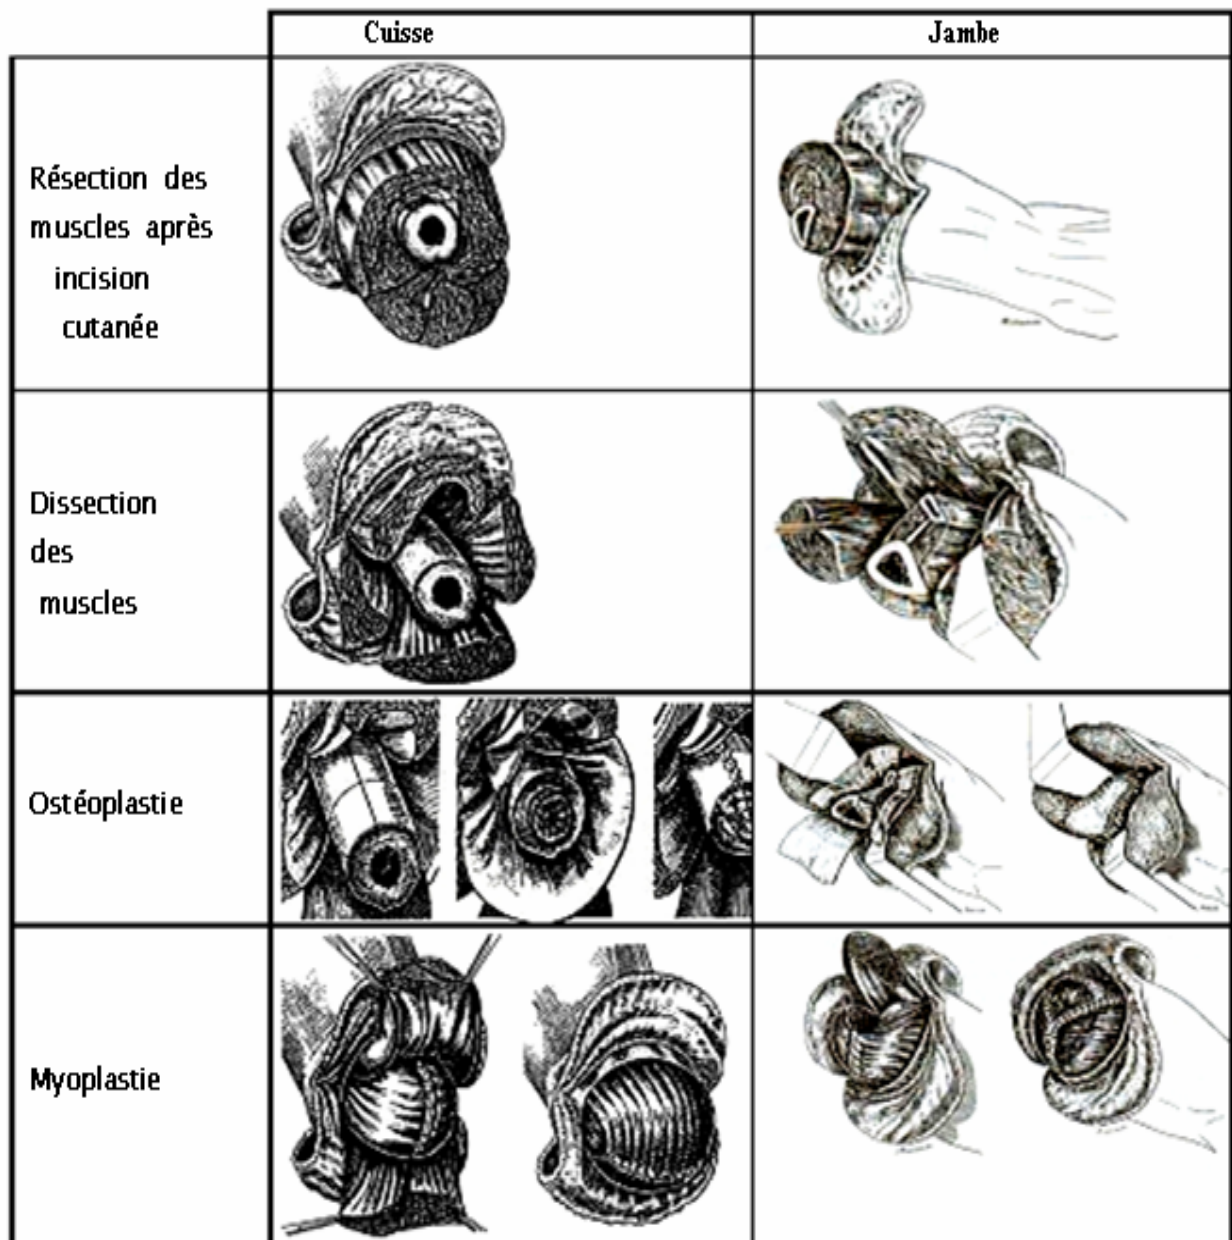 Cuisse
Jambe
Résection des
muscles après
incision
cutanée
Dissection
des
muscles
Ostéoplastie
Myoplastie